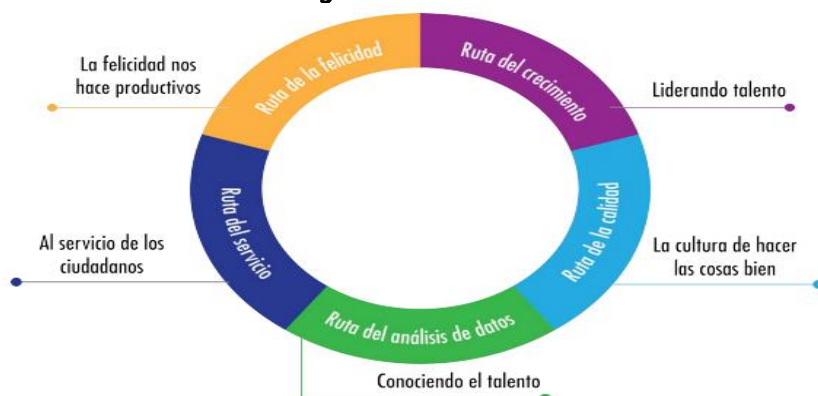 La felicidad nos
hace productivos
Ruta de la felicidad
Ruta del crecimiento
Liderando talento
Al servicio de los
ciudadanos
Ruta del servicio
Ruta de la calidad
La cultura de hacer
las cosas bien
Ruta del análisis de datos
Conociendo el talento